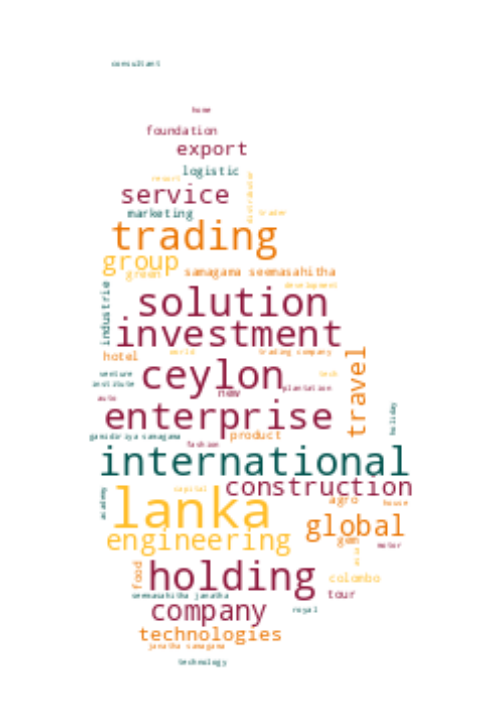 consultant
home
foundation
export
logistic
resort
distributor
service
marketing
trader
trading
group
green
samagama seemasahitha
development
industrie
solution
investment
hotel
world
trading company
travel
venture
ceylon
tech
institute
new
plantation
auto
enterprise
holiday
gamidiriya samagama
product
fashion
international
academy
capital
construction
lanka
agro
house
global
engineering
gem
motor
food
holding
colombo
seemasahitha janatha
tour
company
royal
technologies
janatha samagama
technology